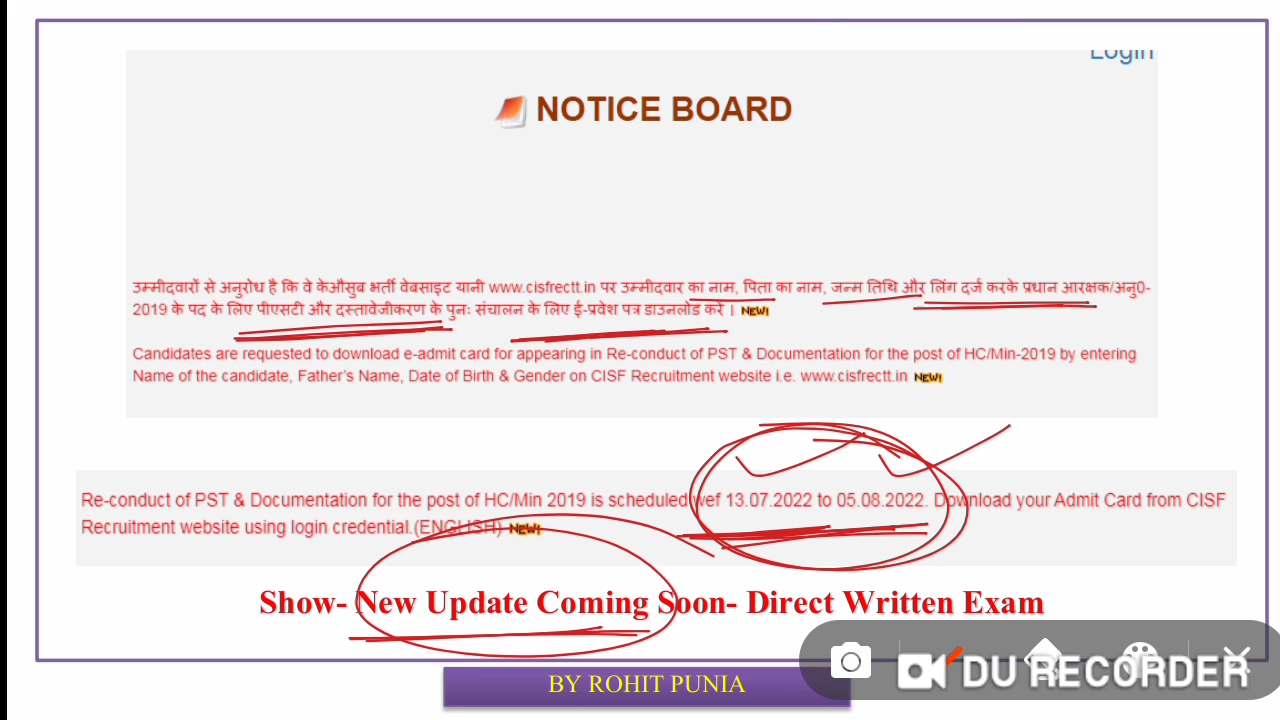 Login
NOTICE BOARD
उम्मीदवारों से अनुरोध है कि वे केऔसुब भर्ती वेबसाइट यानी www.cisfrectt.in पर उम्मीदवार का नाम, पिता का नाम, जन्म तिथि और लिंग दर्ज करके प्रधान आरक्षक/अनु0-
2019 के पद के लिए पीएसटी और दस्तावेजीकरण के पुनः संचालन के लिए ई-प्रवेश पत्र डाउनलोड करें । NEW!
Candidates are requested to download e-admit card for appearing in Re-conduct of PST & Documentation for the post of HC/Min-2019 by entering
Name of the candidate, Father's Name, Date of Birth & Gender on CISF Recruitment website i.e. www.cisfrectt.in NEW!
Re-conduct of PST & Documentation for the post of HC/Min 2019 is scheduled wef 13.07.2022 to 05.08.2022. Download your Admit Card from CISF
Recruitment website using login credential.(ENGLISH) NEW!
Show- New Update Coming Soon- Direct Written Exam
DU RECORDER
BY ROHIT PUNIA